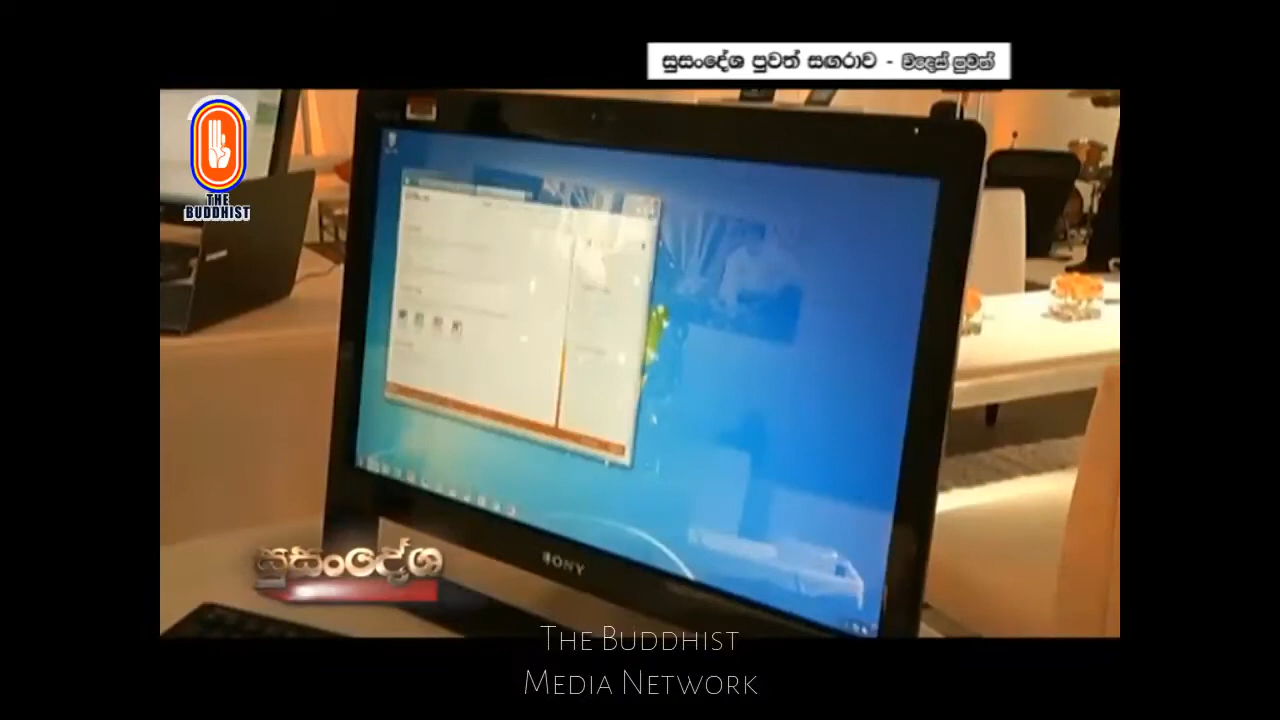 සුසංදේශ පුවත් සඟරාව - විදෙස් පුවත්
THE
BUDDHIST
SONY
සුසංදේශ
The Buddhist
Media Network